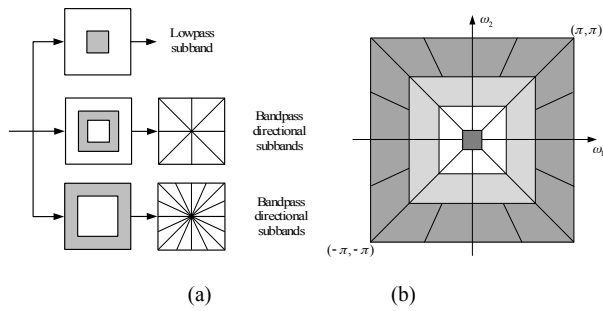 Lowpass
subband
Bandpass
directional
subbands
Bandpass
directional
subbands
(a)
ω₂
(π,π)
ω₁
(-π,-π)
(b)